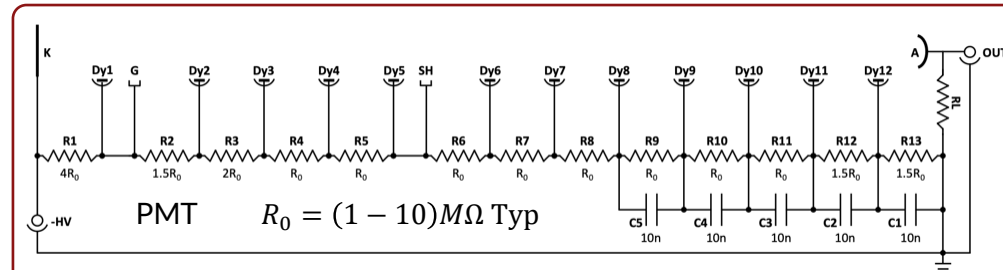 K A OUT
Dy1 G Dy2 Dy3 Dy4 Dy5 SH Dy6 Dy7 Dy8 Dy9 Dy10 Dy11 Dy12
RL
R1 R2 R3 R4 R5 R6 R7 R8 R9 R10 R11 R12 R13
4R₀ 1.5R₀ 2R₀ R₀ R₀ R₀ R₀ R₀ R₀ R₀ R₀ 1.5R₀ 1.5R₀
-HV PMT R₀ = (1 − 10)MΩ Typ C5 C4 C3 C2 C1
10n 10n 10n 10n 10n